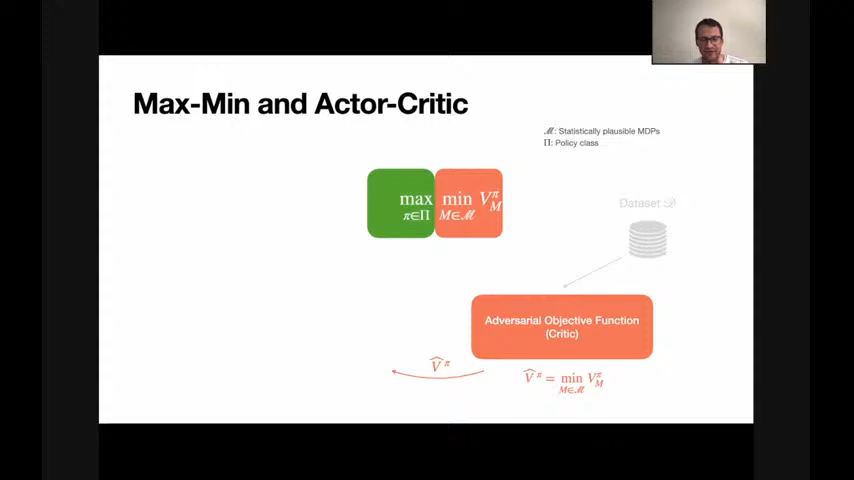 Max-Min and Actor-Critic
ℳ: Statistically plausible MDPs
Π: Policy class
max min V^π_M
π∈Π M∈ℳ
Dataset 𝒟
Adversarial Objective Function
(Critic)
V̂^π
V̂^π = min V^π_M
M∈ℳ